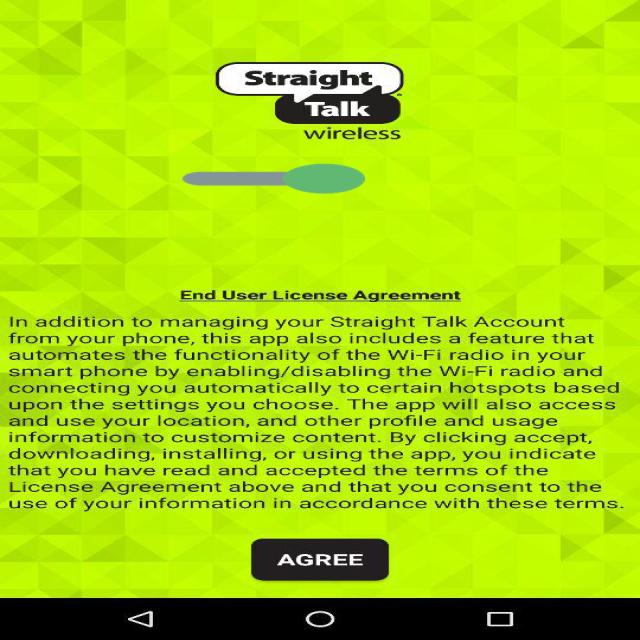 Straight
Talk
wireless
End User License Agreement
In addition to managing your Straight Talk Account
from your phone, this app also includes a feature that
automates the functionality of the Wi-Fi radio in your
smart phone by enabling/disabling the Wi-Fi radio and
connecting you automatically to certain hotspots based
upon the settings you choose. The app will also access
and use your location, and other profile and usage
information to customize content. By clicking accept,
downloading, installing, or using the app, you indicate
that you have read and accepted the terms of the
License Agreement above and that you consent to the
use of your information in accordance with these terms.
AGREE